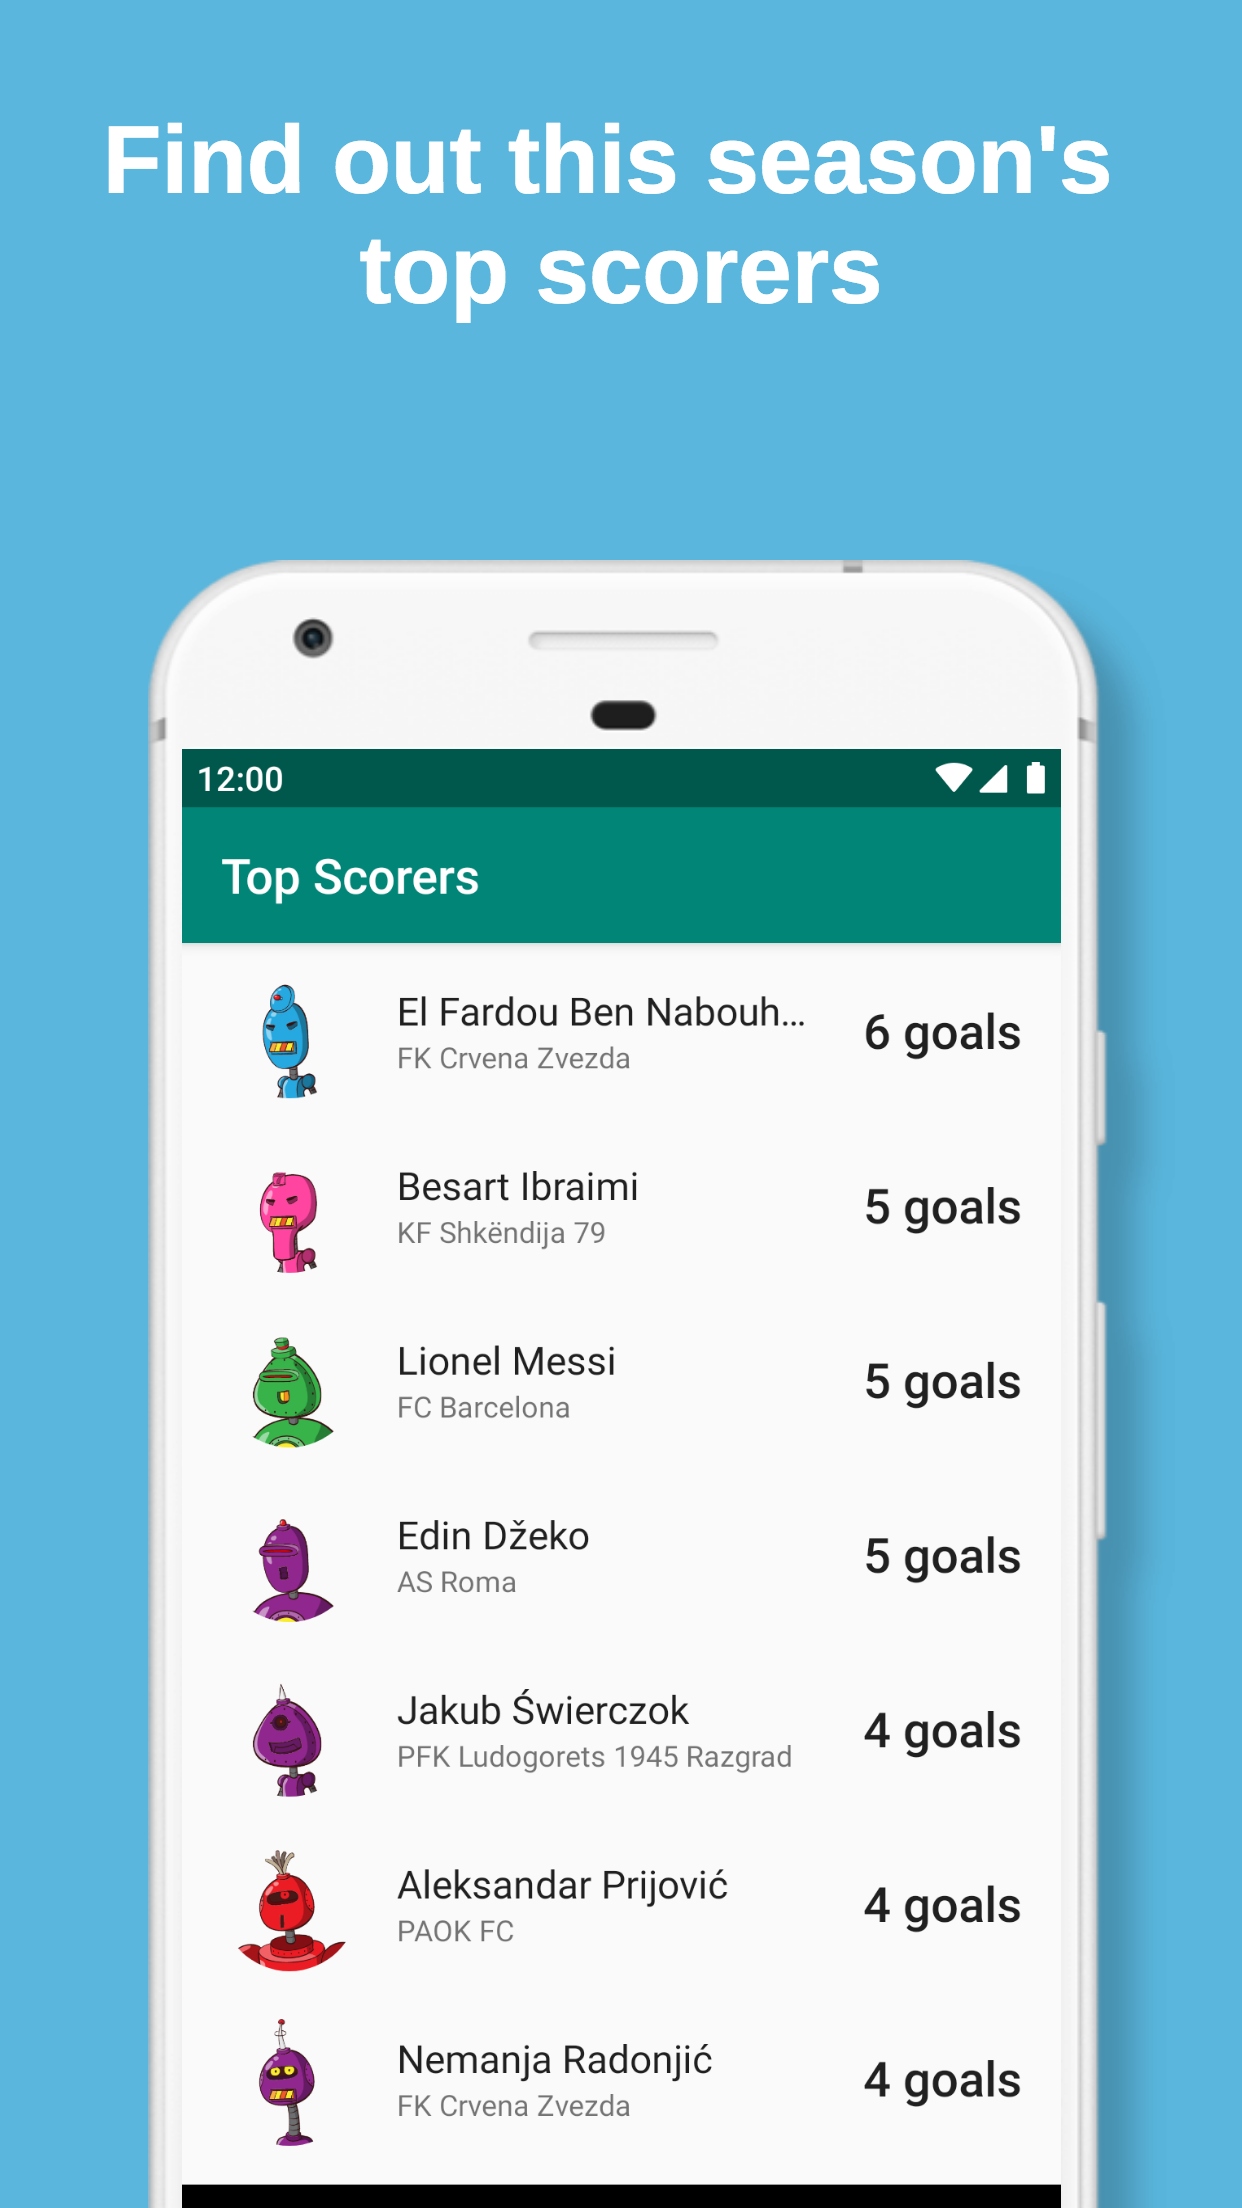 Find out this season's
top scorers
12:00
Top Scorers
El Fardou Ben Nabouh...
FK Crvena Zvezda
6 goals
Besart Ibraimi
KF Shkëndija 79
5 goals
Lionel Messi
FC Barcelona
5 goals
Edin Džeko
AS Roma
5 goals
Jakub Świerczok
PFK Ludogorets 1945 Razgrad
4 goals
Aleksandar Prijović
PAOK FC
4 goals
Nemanja Radonjić
FK Crvena Zvezda
4 goals